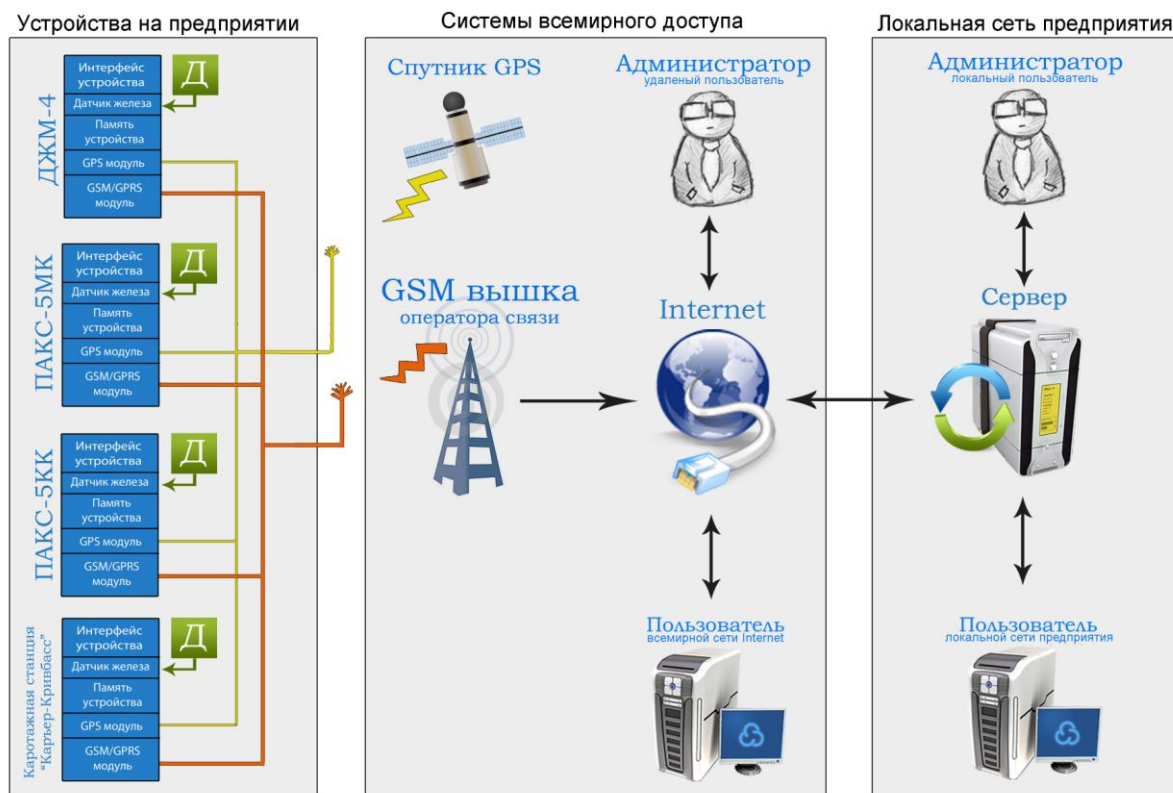 Устройства на предприятии
ДЖМ-4
Интерфейс
устройства
Д
Датчик железа
Память
устройства
GPS модуль
GSM/GPRS
модуль
ПАКС-5МК
Интерфейс
устройства
Д
Датчик железа
Память
устройства
GPS модуль
GSM/GPRS
модуль
ПАКС-5КК
Интерфейс
устройства
Д
Датчик железа
Память
устройства
GPS модуль
GSM/GPRS
модуль
Каротажная станция
"Каръер-Кривбасс"
Интерфейс
устройства
Д
Датчик железа
Память
устройства
GPS модуль
GSM/GPRS
модуль
Системы всемирного доступа
Спутник GPS
Администратор
удаленый пользователь
GSM вышка
оператора связи
Internet
Пользователь
всемирной сети Internet
Локальная сеть предприятия
Администратор
локальный пользователь
Сервер
Пользователь
локальной сети предприятия